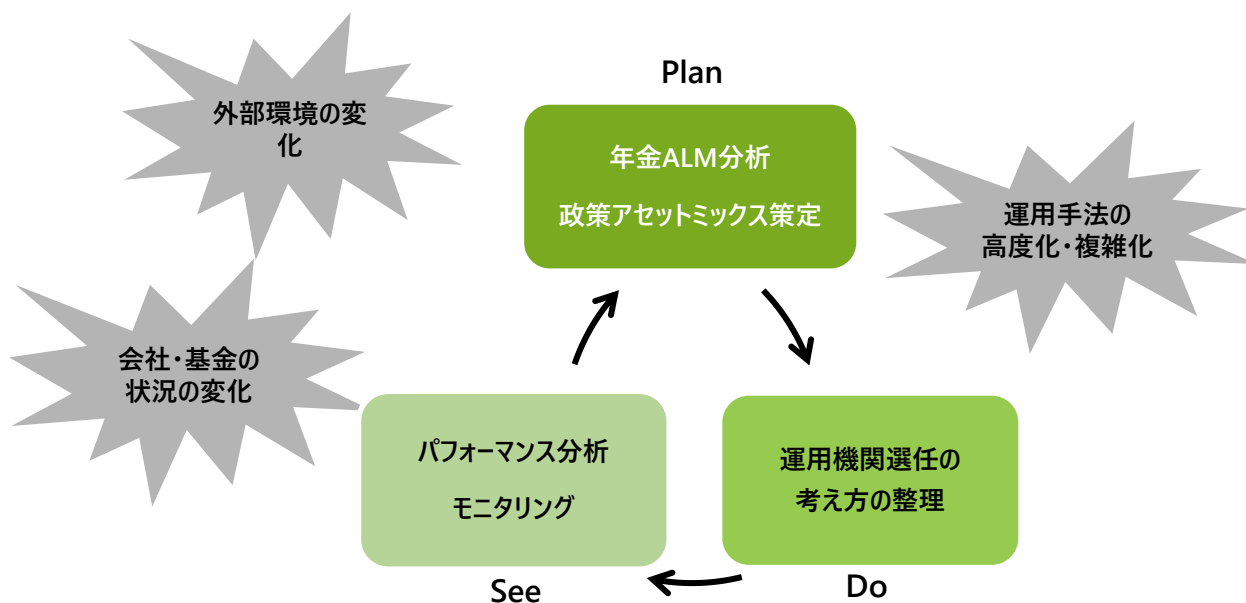 Plan
外部環境の変
化
年金ALM分析
政策アセットミックス策定
運用手法の
高度化・複雑化
会社・基金の
状況の変化
パフォーマンス分析
モニタリング
運用機関選任の
考え方の整理
See
Do